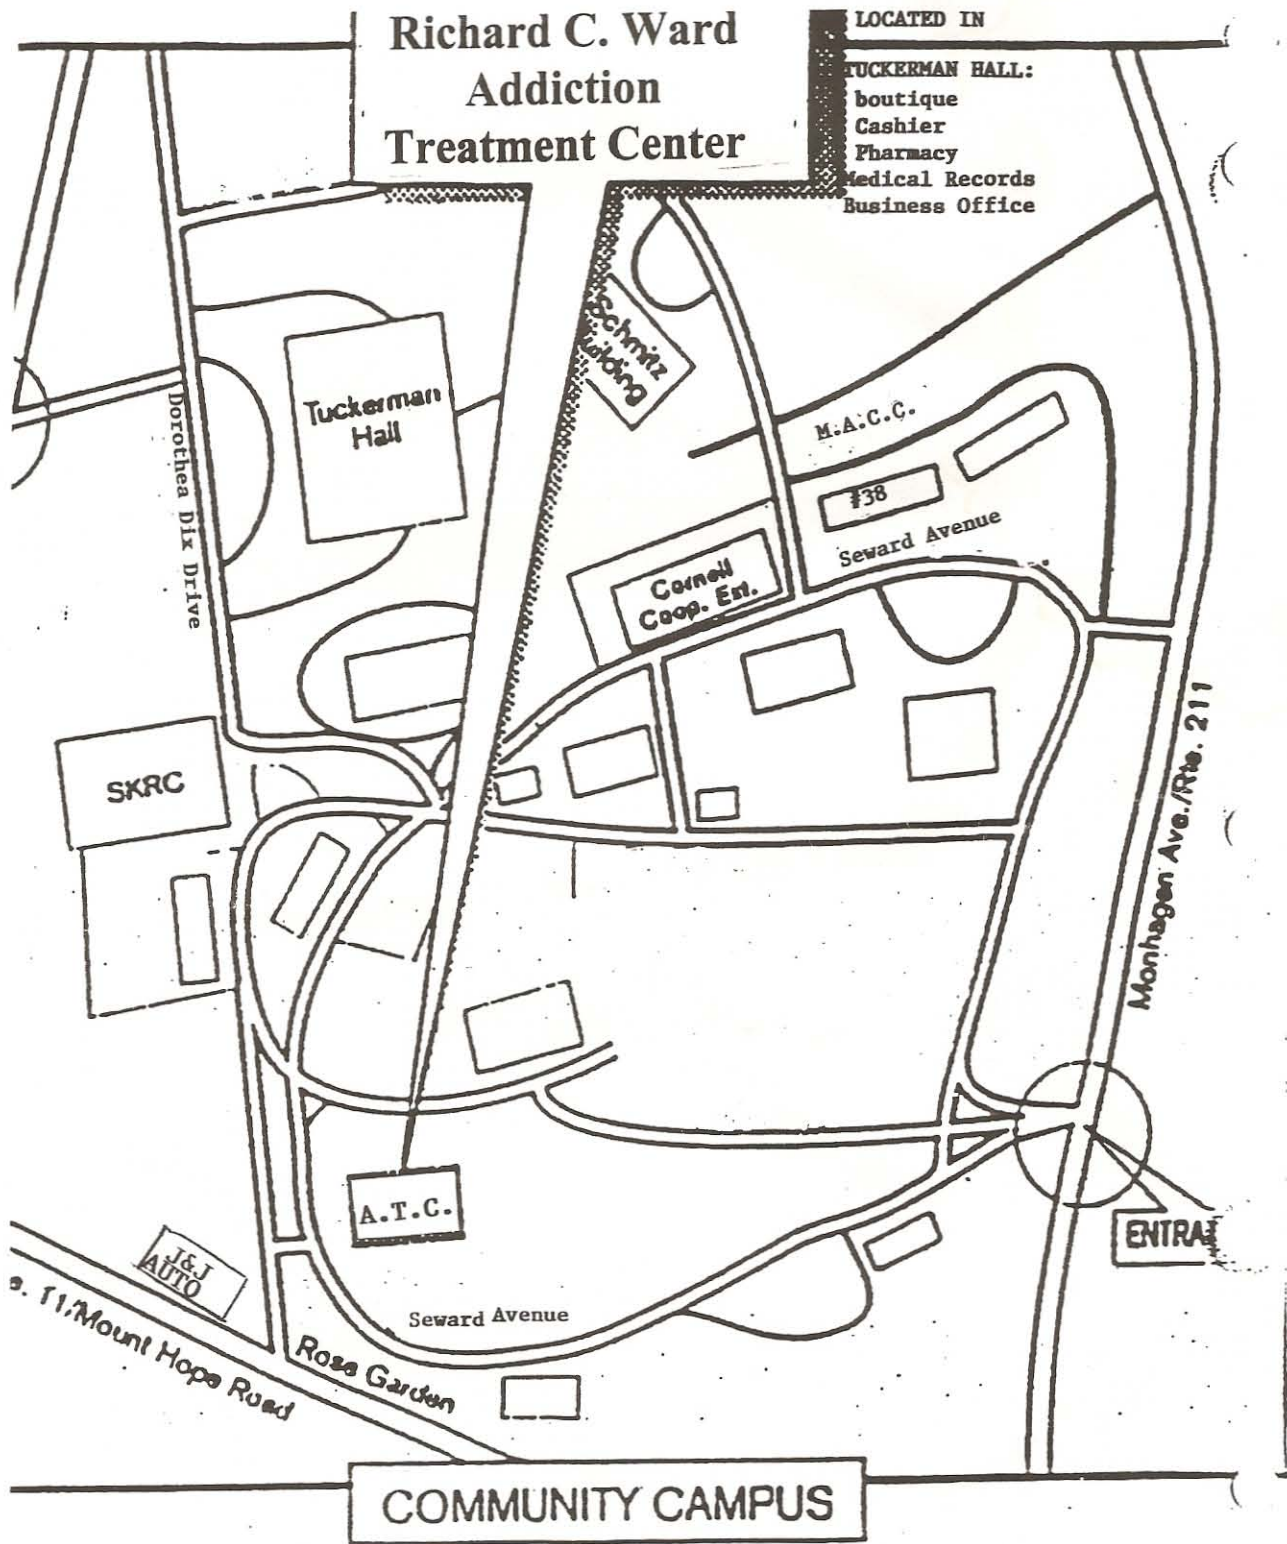 Richard C. Ward
Addiction
Treatment Center
LOCATED IN
TUCKERMAN HALL:
boutique
Cashier
Pharmacy
Medical Records
Business Office
Schmitz
Building
Tuckerman
Hall
Dorothea Dix Drive
M.A.C.C.
#38
Seward Avenue
Cornell
Coop. Ext.
SKRC
Monhagen Ave./Rte. 211
A.T.C.
ENTRA
J&J
AUTO
e. 17/Mount Hope Road
Rose Garden
Seward Avenue
COMMUNITY CAMPUS